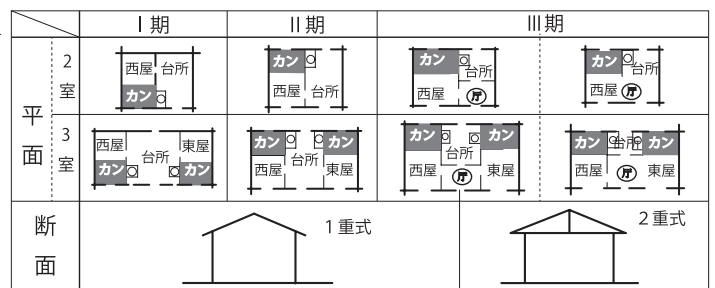 Ⅰ期 Ⅱ期 Ⅲ期
平面
2室
西屋 台所
カン
カン
西屋 台所
カン
台所
西屋 庁
カン
台所
西屋 庁
3室
西屋 台所 東屋
カン カン
カン カン
西屋 台所 東屋
カン カン
台所
西屋 庁 東屋
カン 台所 カン
西屋 庁 東屋
断面
1重式
2重式